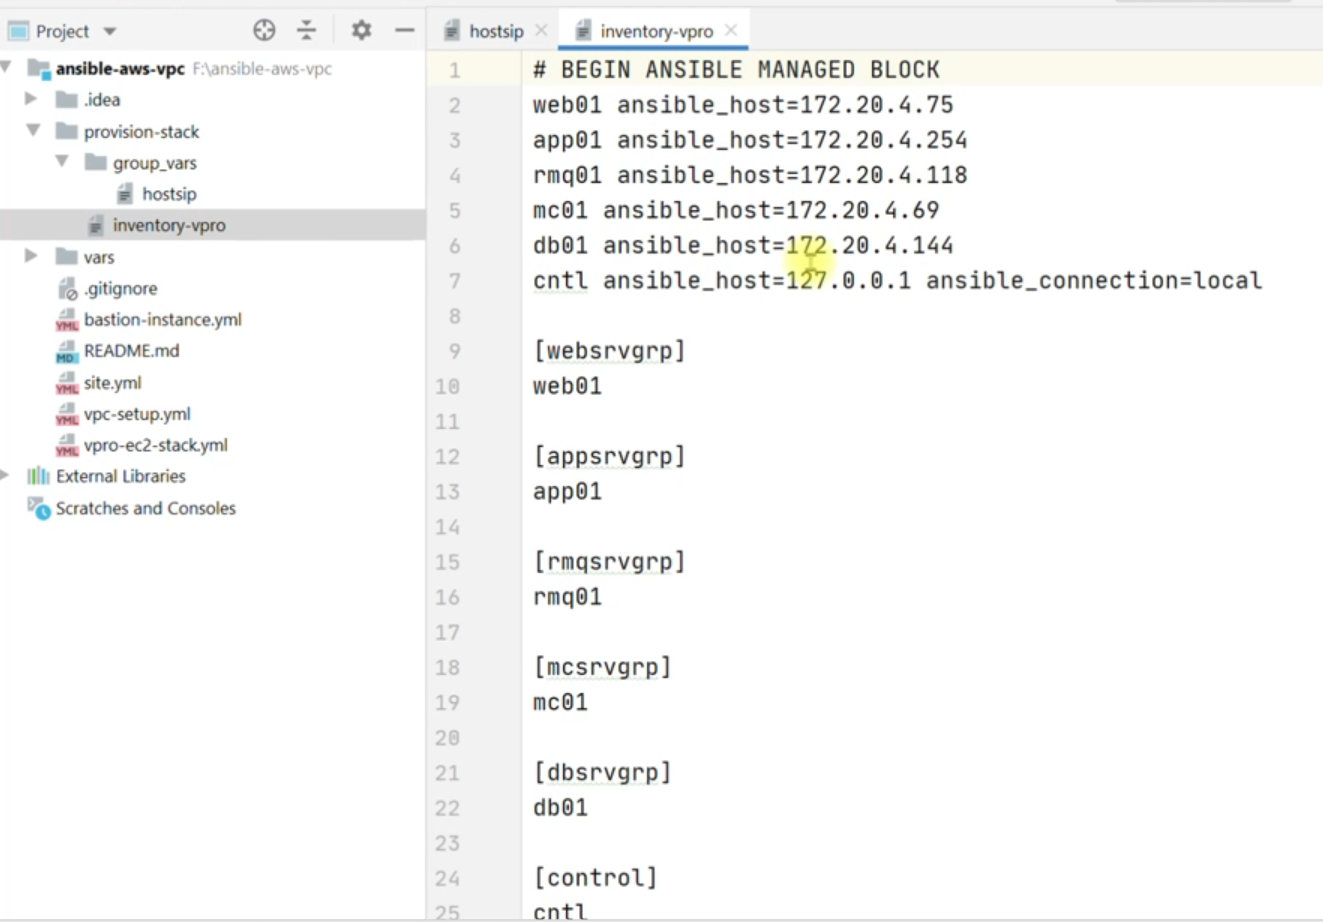 Project
ansible-aws-vpc F:\ansible-aws-vpc
.idea
provision-stack
group_vars
hostsip
inventory-vpro
vars
.gitignore
YML bastion-instance.yml
MD README.md
YML site.yml
YML vpc-setup.yml
YML vpro-ec2-stack.yml
External Libraries
Scratches and Consoles
hostsip inventory-vpro
1 # BEGIN ANSIBLE MANAGED BLOCK
2 web01 ansible_host=172.20.4.75
3 app01 ansible_host=172.20.4.254
4 rmq01 ansible_host=172.20.4.118
5 mc01 ansible_host=172.20.4.69
6 db01 ansible_host=172.20.4.144
7 cntl ansible_host=127.0.0.1 ansible_connection=local
8
9 [websrvgrp]
10 web01
11
12 [appsrvgrp]
13 app01
14
15 [rmqsrvgrp]
16 rmq01
17
18 [mcsrvgrp]
19 mc01
20
21 [dbsrvgrp]
22 db01
23
24 [control]
25 cntl